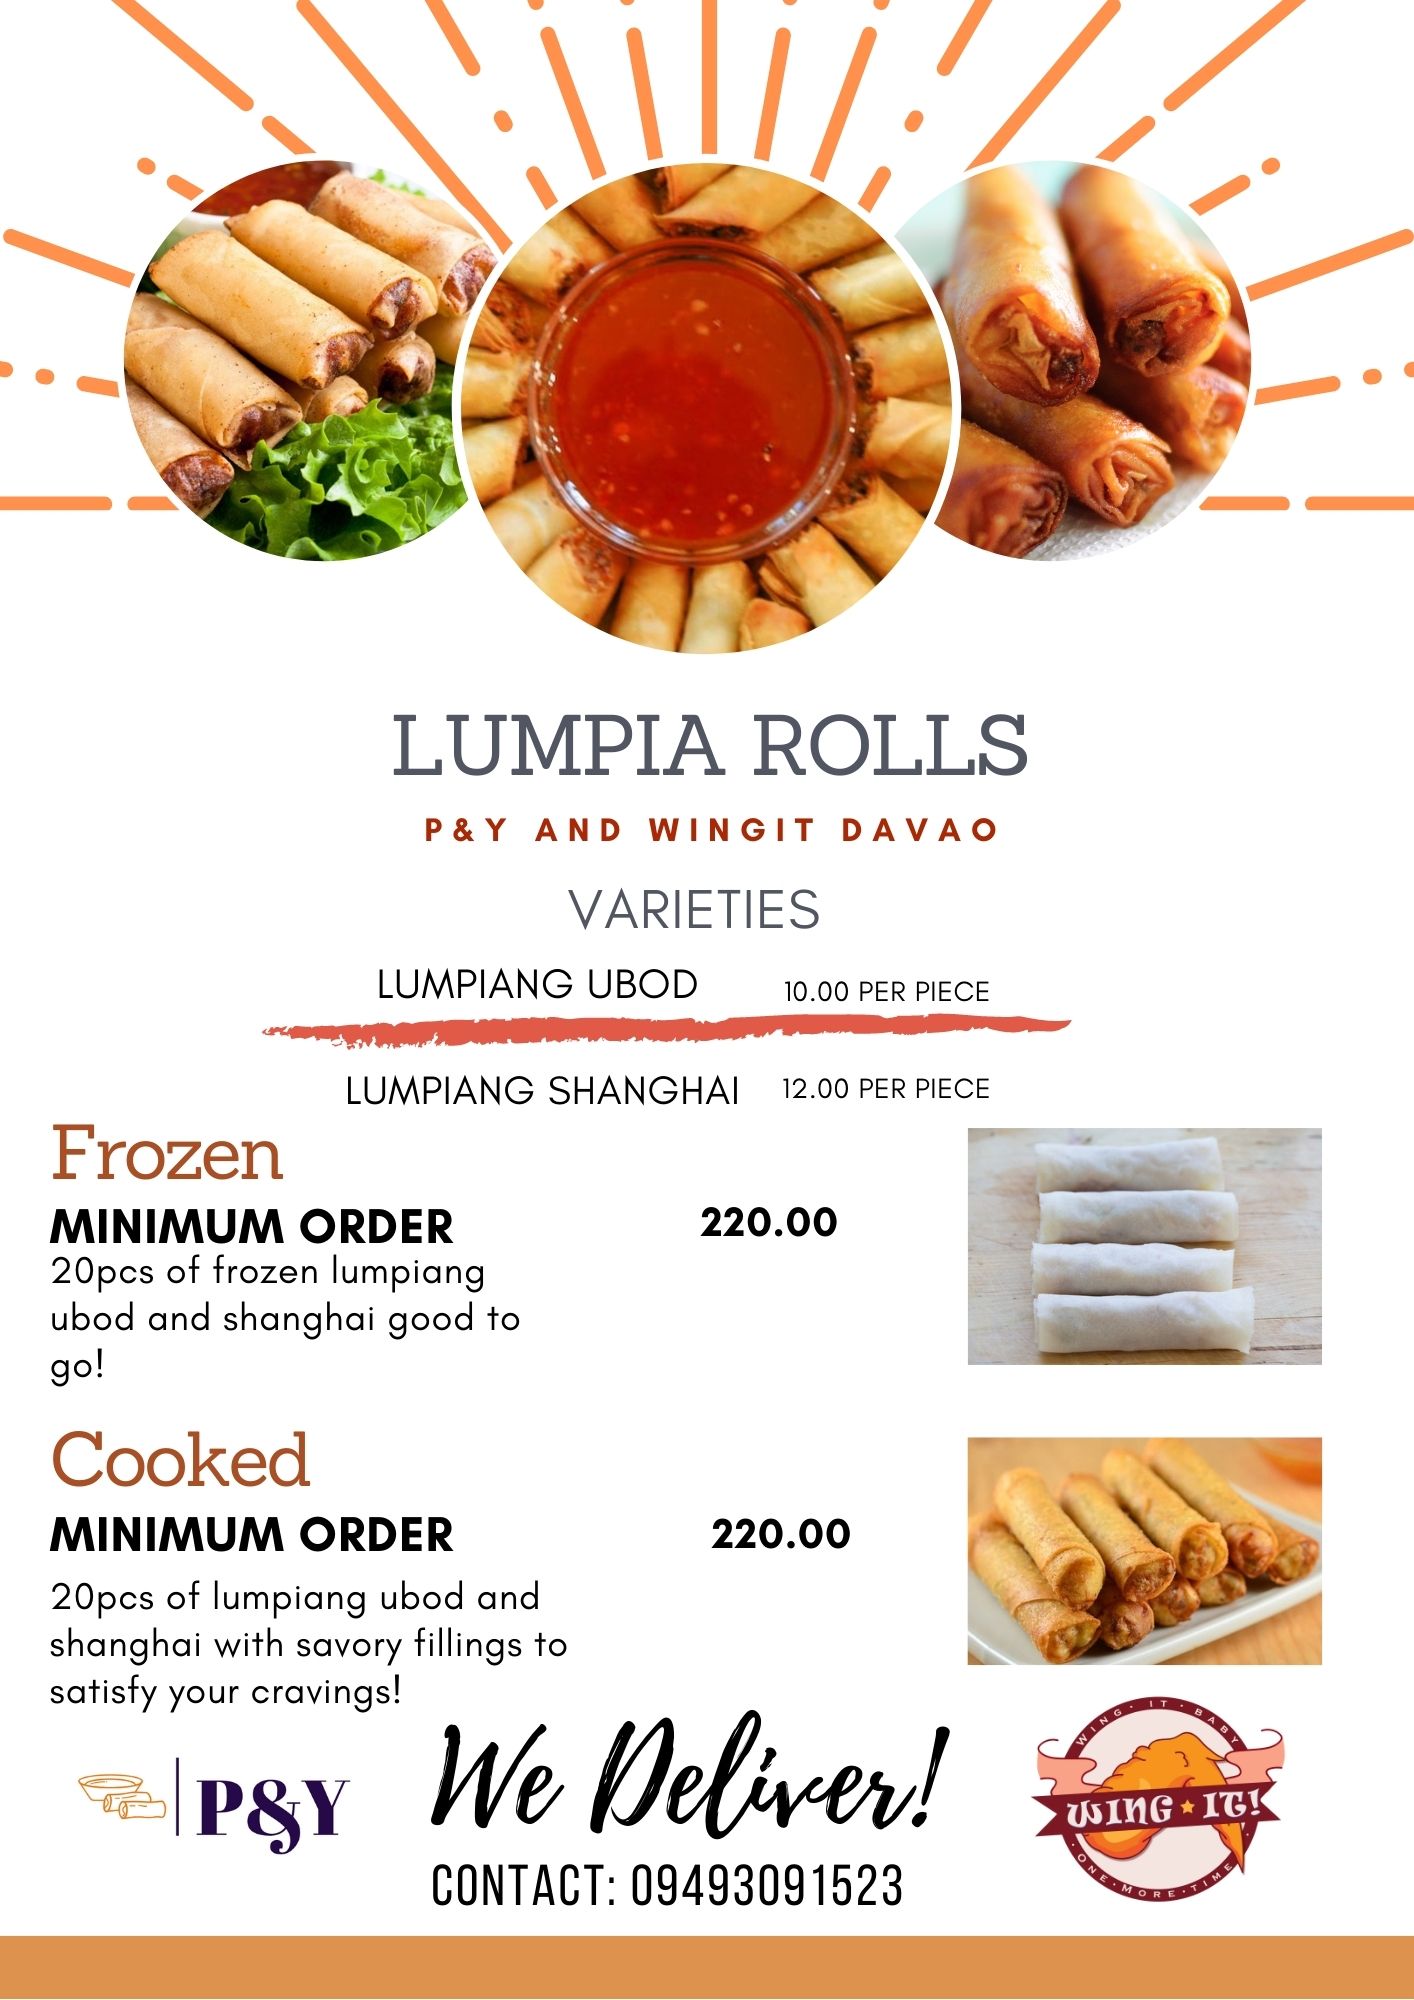 LUMPIA ROLLS
P&Y AND WINGIT DAVAO
VARIETIES
LUMPIANG UBOD 10.00 PER PIECE
LUMPIANG SHANGHAI 12.00 PER PIECE
Frozen
MINIMUM ORDER 220.00
20pcs of frozen lumpiang
ubod and shanghai good to
go!
Cooked
MINIMUM ORDER 220.00
20pcs of lumpiang ubod and
shanghai with savory fillings to
satisfy your cravings!
P&Y
We Deliver!
CONTACT: 09493091523
WING · IT · BABY
WING ★ IT!
ONE · MORE · TIME